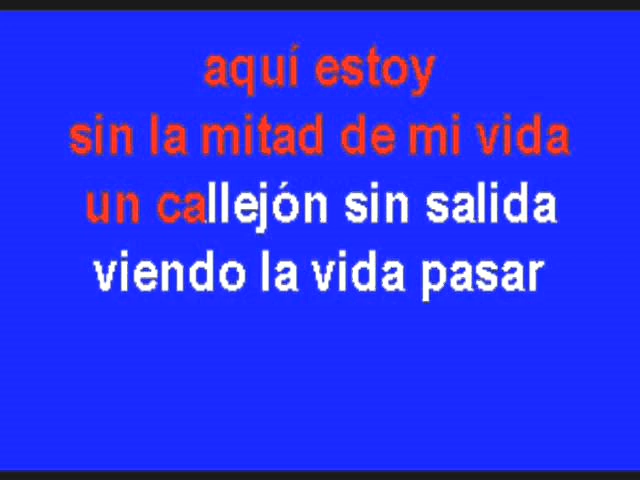 aquí estoy
sin la mitad de mi vida
un callejón sin salida
viendo la vida pasar